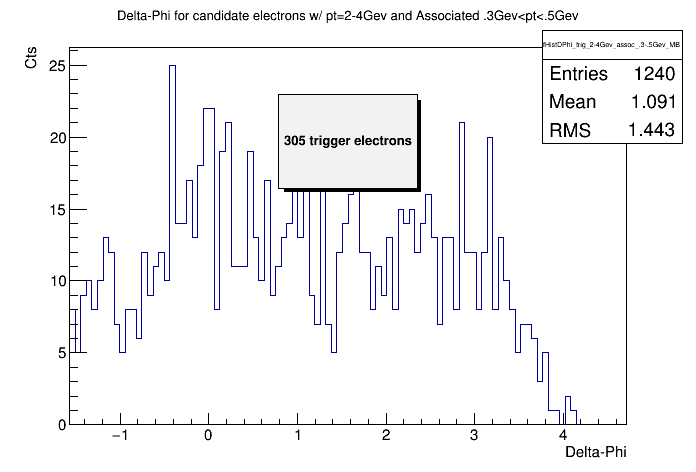 Delta-Phi for candidate electrons w/ pt=2-4Gev and Associated .3Gev<pt<.5Gev
Cts
fHistDPhi_trig_2-4Gev_assoc_.3-.5Gev_MB
Entries 1240
Mean 1.091
RMS 1.443
305 trigger electrons
25
20
15
10
5
0
−1 0 1 2 3 4
Delta-Phi